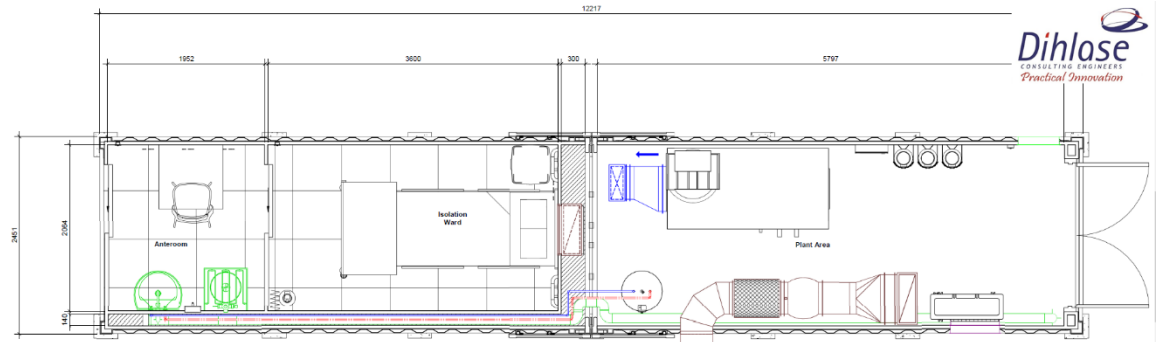 12217
Dihlase
CONSULTING ENGINEERS
Practical Innovation
1952
3600
300
5797
2451
2064
140
Isolation
Ward
Anteroom
Plant Area